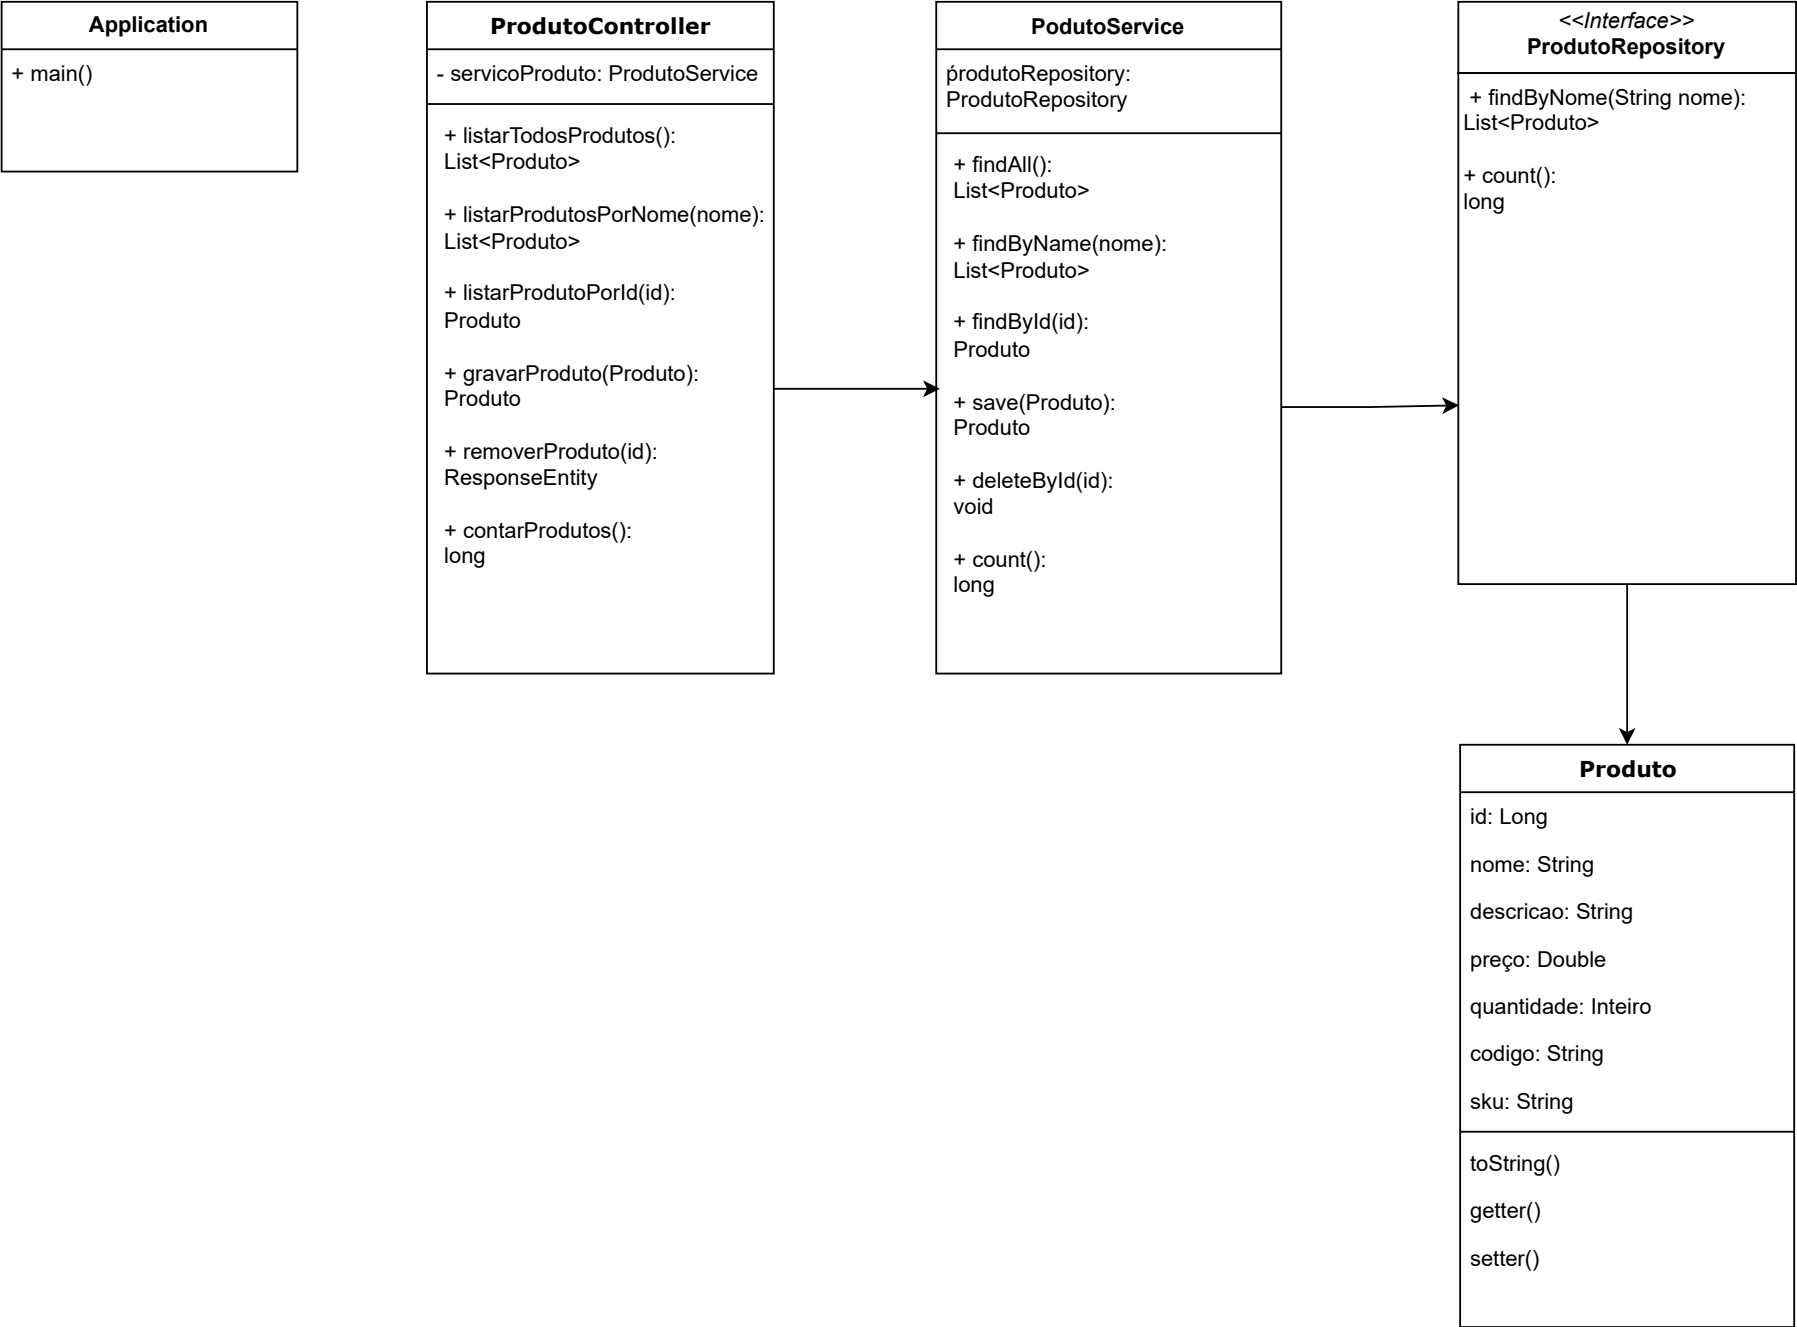 Application
+ main()
ProdutoController
- servicoProduto: ProdutoService
+ listarTodosProdutos():
List<Produto>
+ listarProdutosPorNome(nome):
List<Produto>
+ listarProdutoPorId(id):
Produto
+ gravarProduto(Produto):
Produto
+ removerProduto(id):
ResponseEntity
+ contarProdutos():
long
PodutoService
ṕrodutoRepository:
ProdutoRepository
+ findAll():
List<Produto>
+ findByName(nome):
List<Produto>
+ findById(id):
Produto
+ save(Produto):
Produto
+ deleteById(id):
void
+ count():
long
<<Interface>>
ProdutoRepository
+ findByNome(String nome):
List<Produto>
+ count():
long
Produto
id: Long
nome: String
descricao: String
preço: Double
quantidade: Inteiro
codigo: String
sku: String
toString()
getter()
setter()